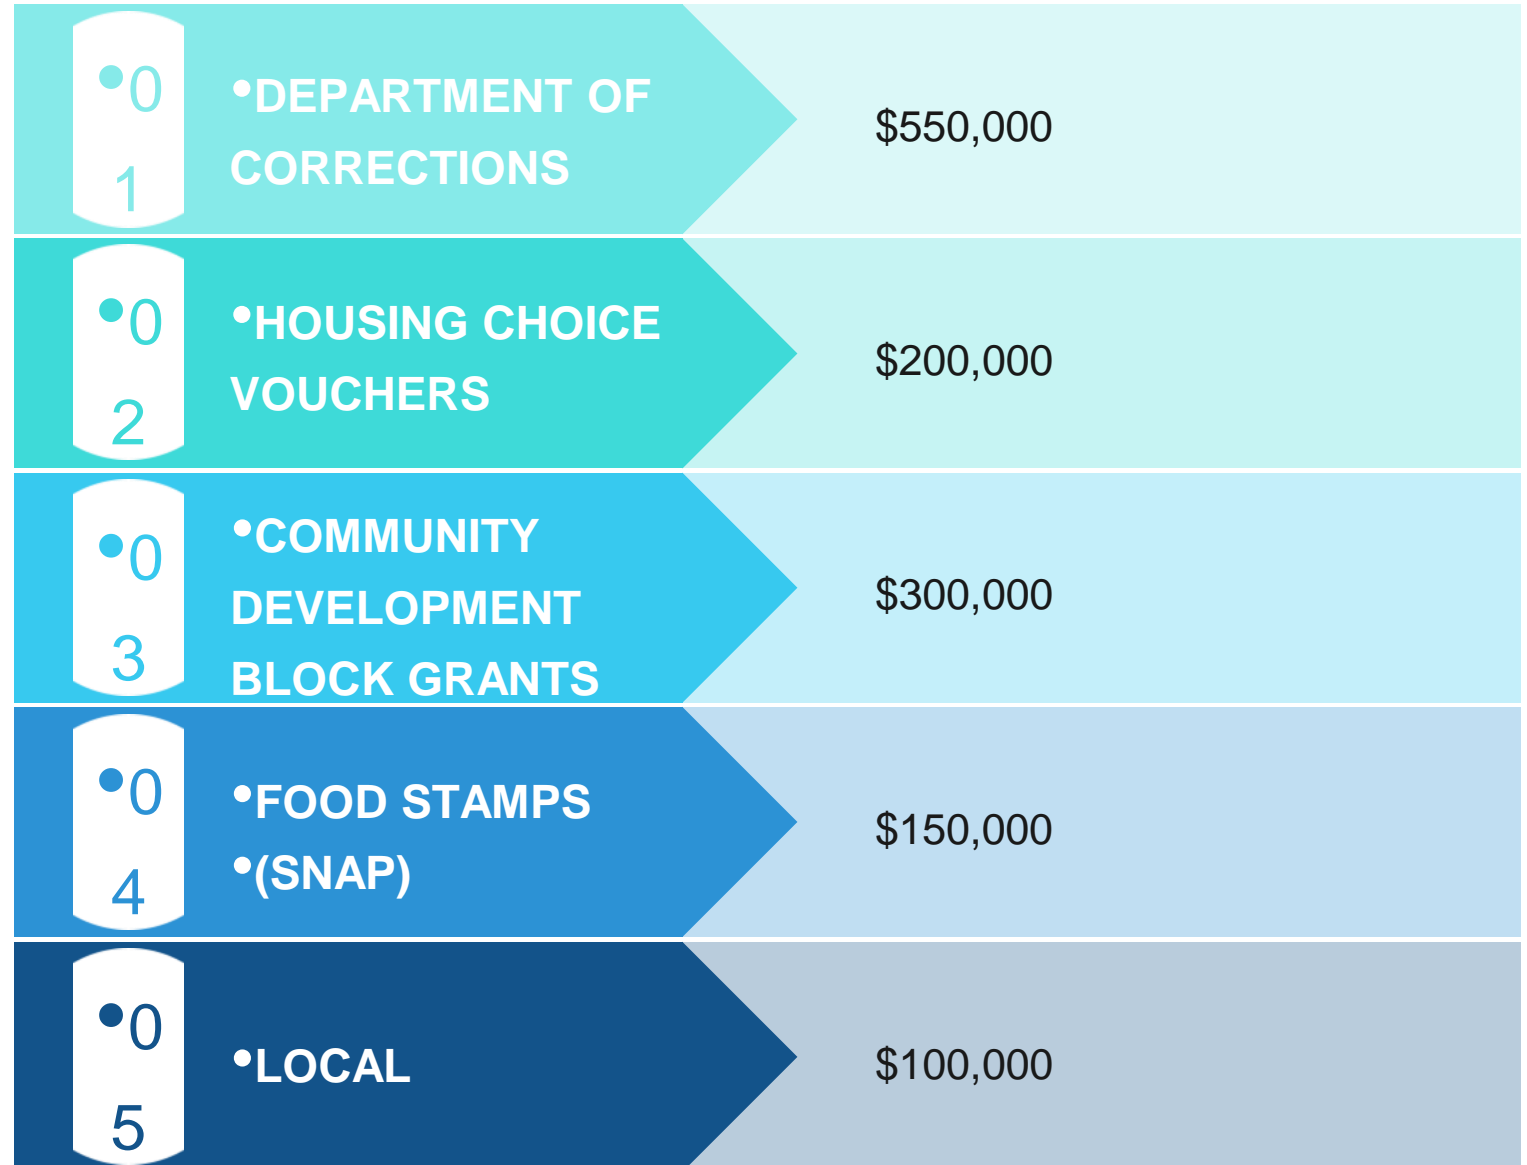 •0
1
•DEPARTMENT OF
CORRECTIONS
$550,000
•0
2
•HOUSING CHOICE
VOUCHERS
$200,000
•0
3
•COMMUNITY
DEVELOPMENT
BLOCK GRANTS
$300,000
•0
4
•FOOD STAMPS
•(SNAP)
$150,000
•0
5
•LOCAL
$100,000